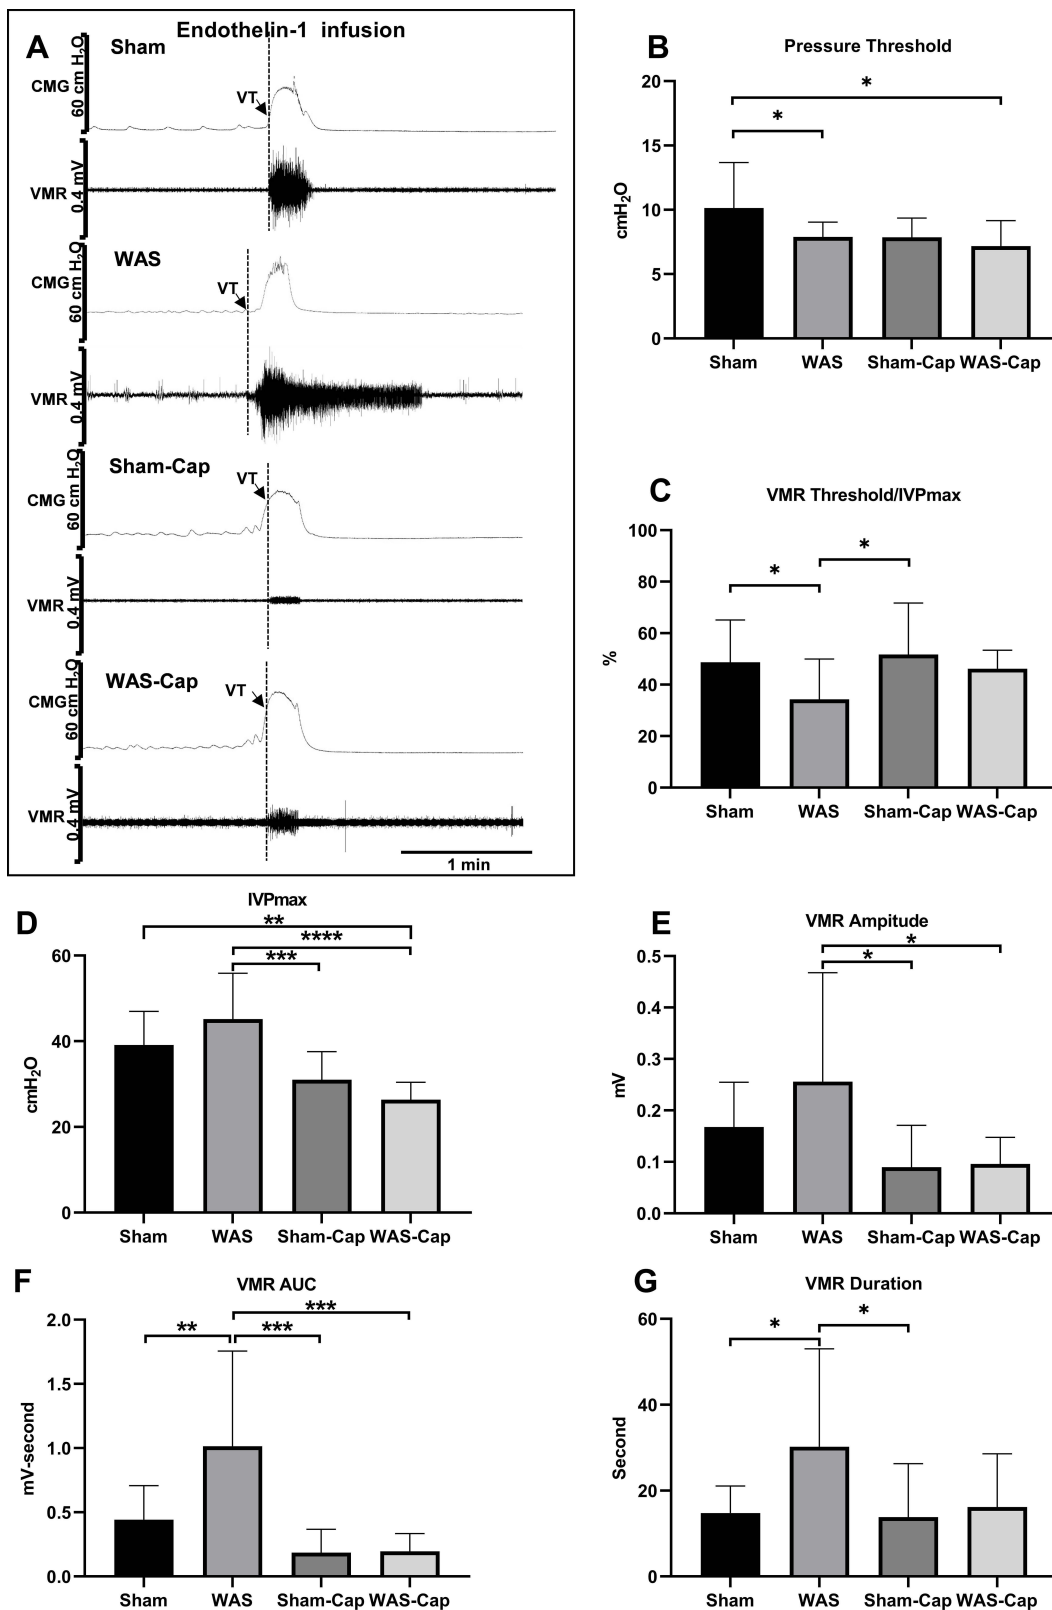 A
Endothelin-1 infusion
Sham
CMG
60 cm H₂O
VT
VMR
0.4 mV
WAS
CMG
60 cm H₂O
VT
VMR
0.4 mV
Sham-Cap
CMG
60 cm H₂O
VT
VMR
0.4 mV
WAS-Cap
CMG
60 cm H₂O
VT
VMR
0.4 mV
1 min
B
Pressure Threshold
*
*
20
15
10
5
0
cmH₂O
Sham WAS Sham-Cap WAS-Cap
C
VMR Threshold/IVPmax
*
*
100
80
60
40
20
0
%
Sham WAS Sham-Cap WAS-Cap
D
IVPmax
**
****
***
60
40
20
0
cmH₂O
Sham WAS Sham-Cap WAS-Cap
E
VMR Ampitude
*
*
0.5
0.4
0.3
0.2
0.1
0.0
mV
Sham WAS Sham-Cap WAS-Cap
F
VMR AUC
***
** ***
2.0
1.5
1.0
0.5
0.0
mV-second
Sham WAS Sham-Cap WAS-Cap
G
VMR Duration
*
*
60
40
20
0
Second
Sham WAS Sham-Cap WAS-Cap